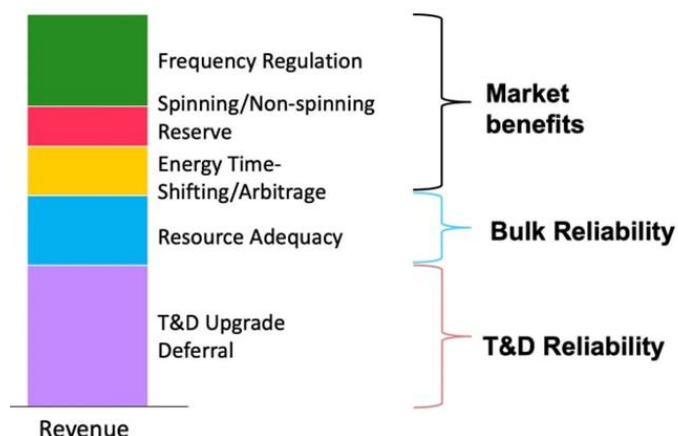 Frequency Regulation
Spinning/Non-spinning
Reserve
Energy Time-
Shifting/Arbitrage
Resource Adequacy
T&D Upgrade
Deferral
Revenue
Market
benefits
Bulk Reliability
T&D Reliability